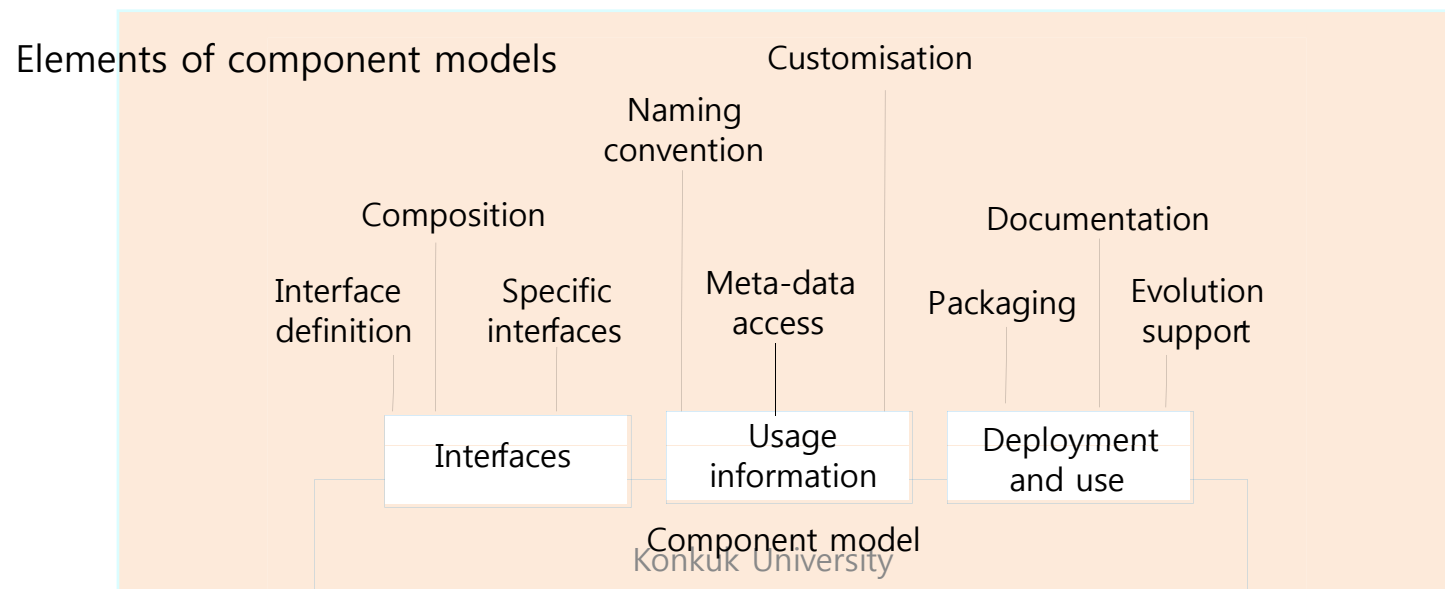 Elements of component models
Customisation
Naming
convention
Composition
Documentation
Interface
definition
Specific
interfaces
Meta-data
access
Packaging
Evolution
support
Interfaces
Usage
information
Deployment
and use
Component model
Konkuk University